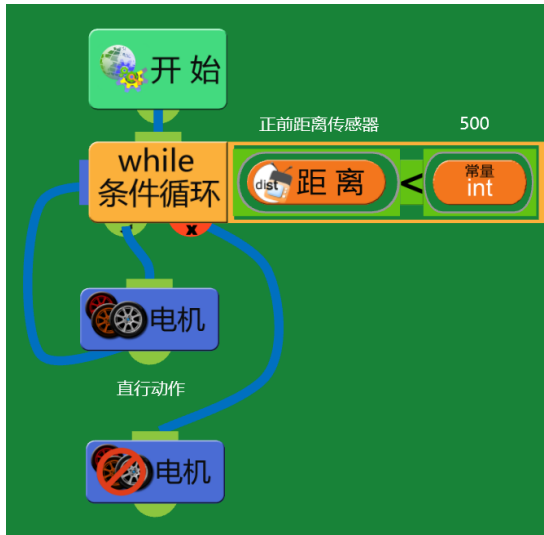 开 始
正前距离传感器
500
while
条件循环
dist
距 离
<
常量
int
x
电机
直行动作
电机